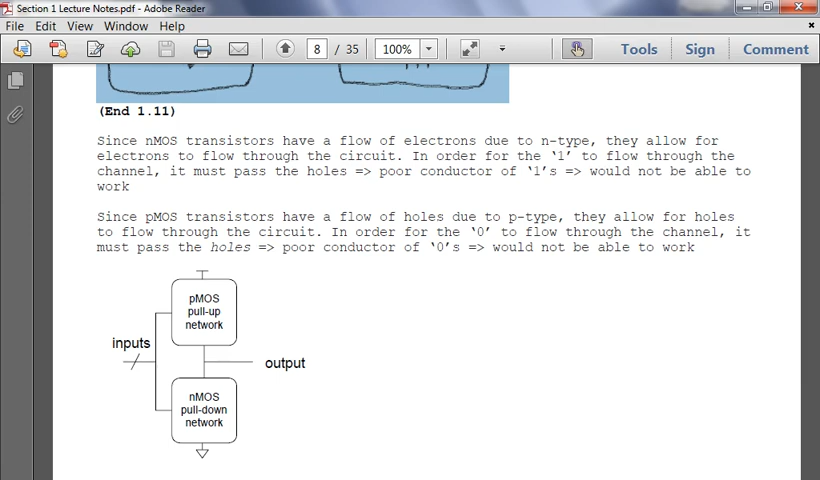 Section 1 Lecture Notes.pdf - Adobe Reader
File Edit View Window Help
8 / 35 100% Tools Sign Comment
(End 1.11)
Since nMOS transistors have a flow of electrons due to n-type, they allow for
electrons to flow through the circuit. In order for the ‘1’ to flow through the
channel, it must pass the holes => poor conductor of ‘1’s => would not be able to
work
Since pMOS transistors have a flow of holes due to p-type, they allow for holes
to flow through the circuit. In order for the ‘0’ to flow through the channel, it
must pass the holes => poor conductor of ‘0’s => would not be able to work
pMOS
pull-up
network
inputs
output
nMOS
pull-down
network